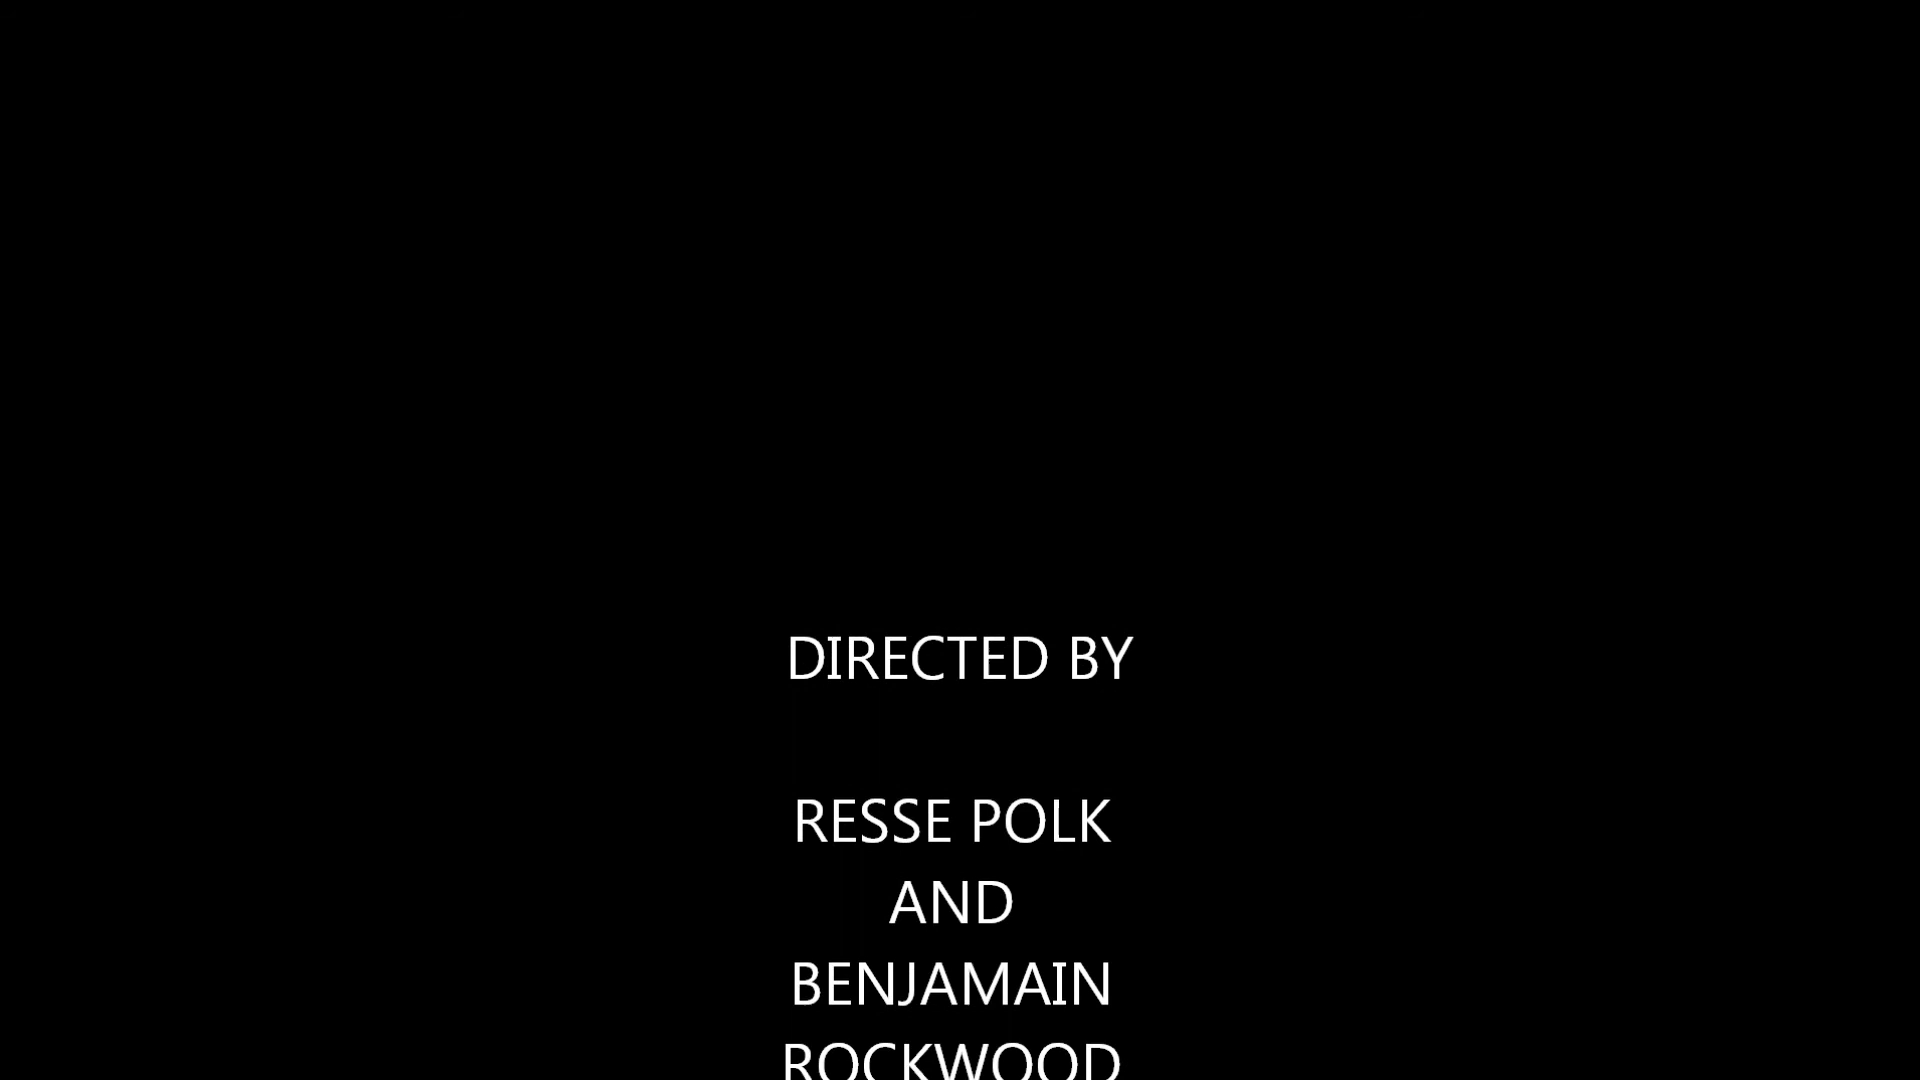 DIRECTED BY
RESSE POLK
AND
BENJAMAIN
ROCKWOOD